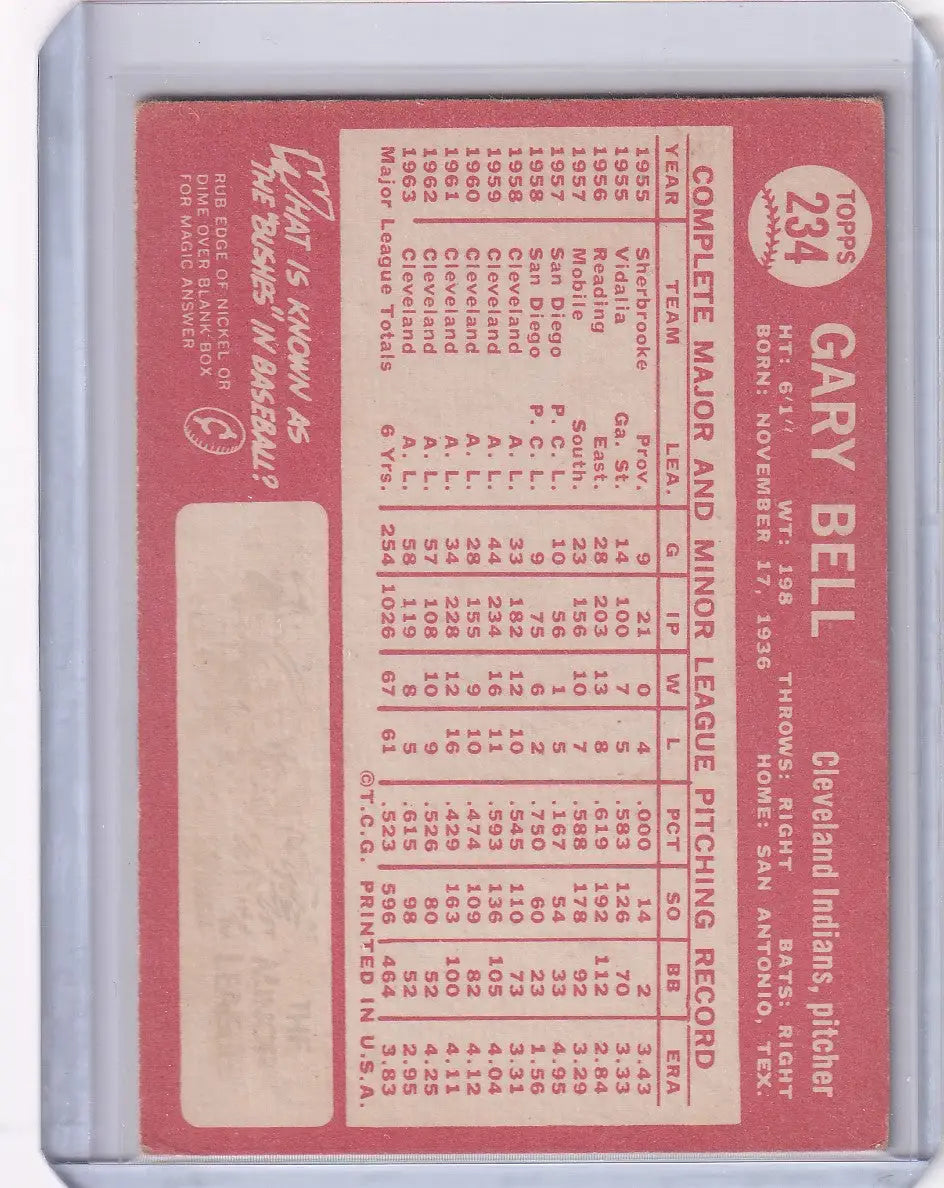 TOPPS
234
GARY BELL
Cleveland Indians, pitcher
HT: 6'1" WT: 198 THROWS: RIGHT BATS: RIGHT
BORN: NOVEMBER 17, 1936 HOME: SAN ANTONIO, TEX.
COMPLETE MAJOR AND MINOR LEAGUE PITCHING RECORD
YEAR TEAM LEA. G IP W L PCT SO BB ERA
1955 Sherbrooke Prov. 9 21 0 4 .000 14 2 3.43
1955 Vidalia Ga. St. 14 100 7 5 .583 126 70 3.33
1956 Reading East. 28 203 13 8 .619 192 112 2.84
1957 Mobile South. 23 156 10 7 .588 178 92 3.29
1957 San Diego P. C. L. 10 56 1 5 .167 54 33 4.95
1958 San Diego P. C. L. 9 75 6 2 .750 60 23 1.56
1958 Cleveland A. L. 33 182 12 10 .545 110 73 3.31
1959 Cleveland A. L. 44 234 16 11 .593 136 105 4.04
1960 Cleveland A. L. 28 155 9 10 .474 109 82 4.12
1961 Cleveland A. L. 34 228 12 16 .429 163 100 4.11
1962 Cleveland A. L. 57 108 10 9 .526 80 52 4.25
1963 Cleveland A. L. 58 119 8 5 .615 98 52 2.95
Major League Totals 6 Yrs. 254 1026 67 61 .523 596 464 3.83
©T.C.G. PRINTED IN U.S.A.
WHAT IS KNOWN AS
THE "BUSHES" IN BASEBALL?
RUB EDGE OF NICKEL OR
DIME OVER BLANK BOX
FOR MAGIC ANSWER
THE